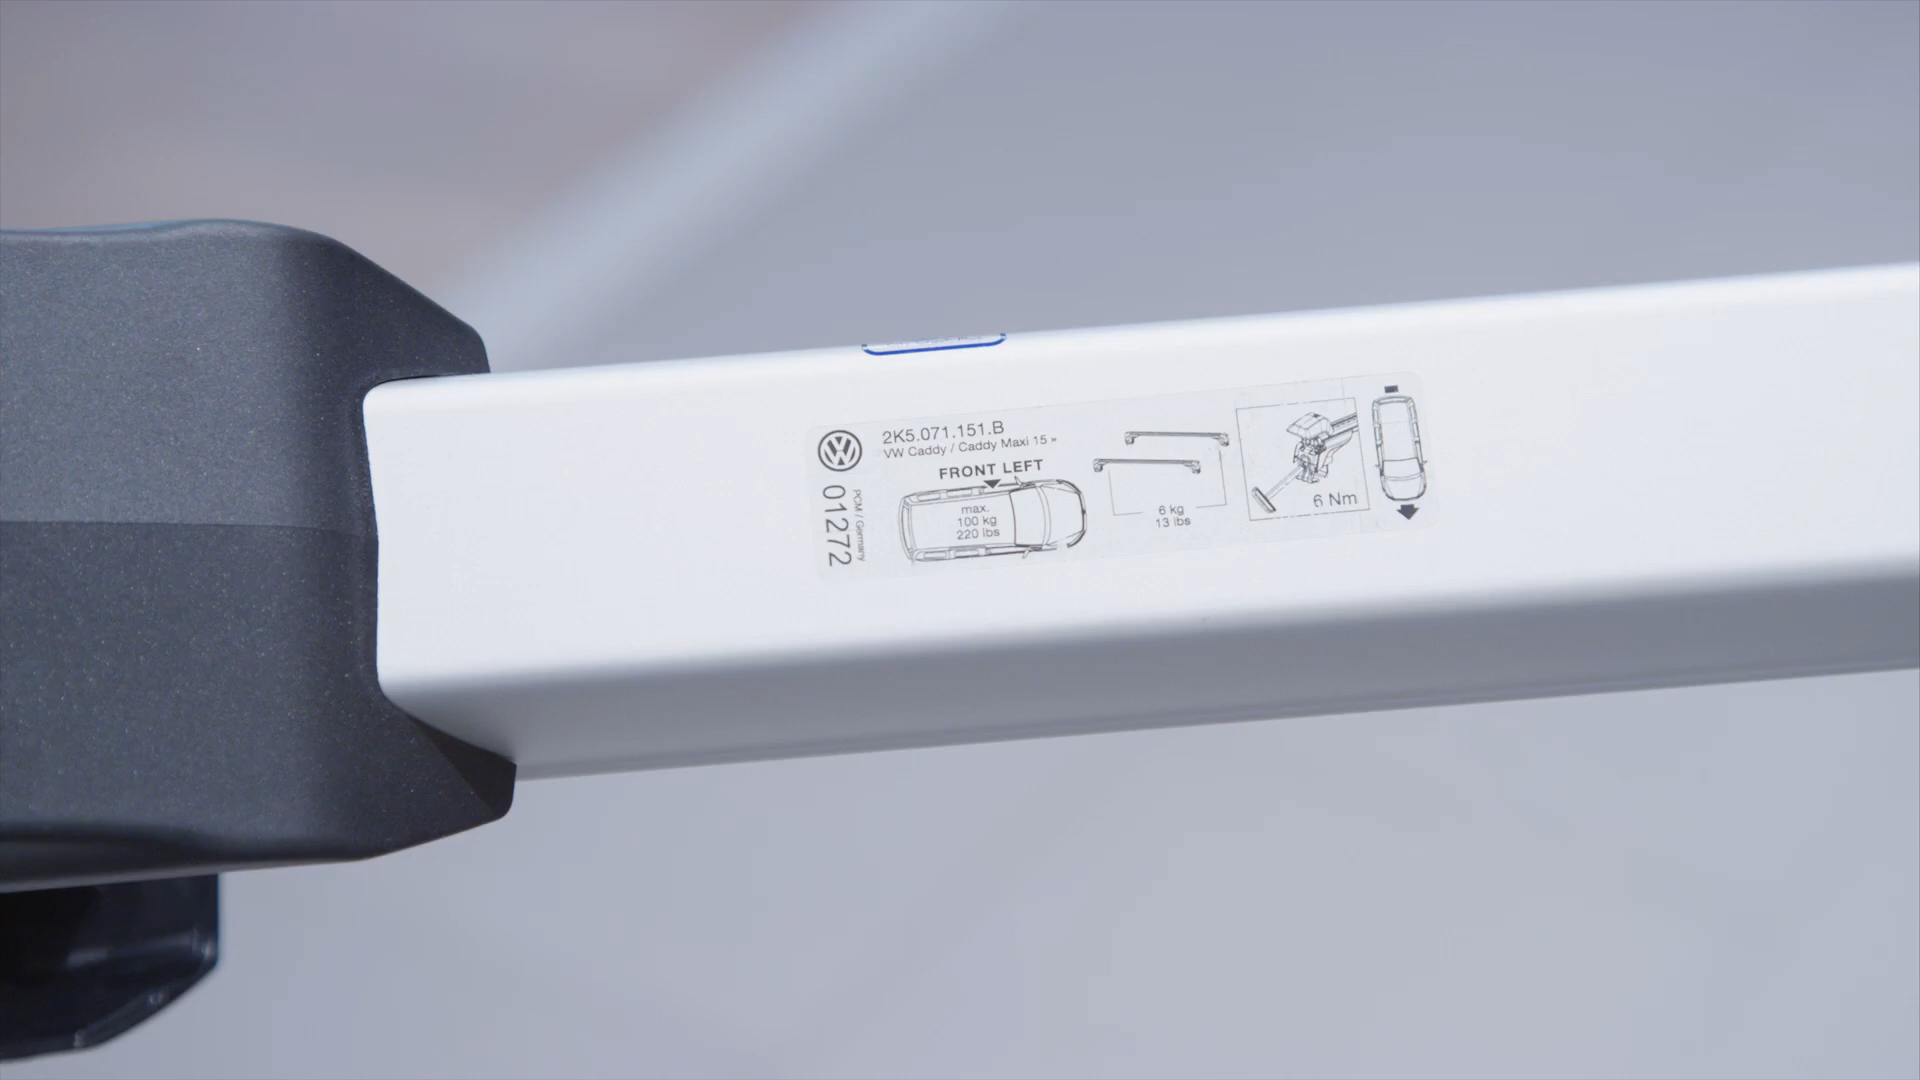 2K5.071.151.B
VW Caddy / Caddy Maxi 15 »
FRONT LEFT
max.
100 kg
220 lbs
01272
PCM / Germany
6 kg
13 lbs
6 Nm